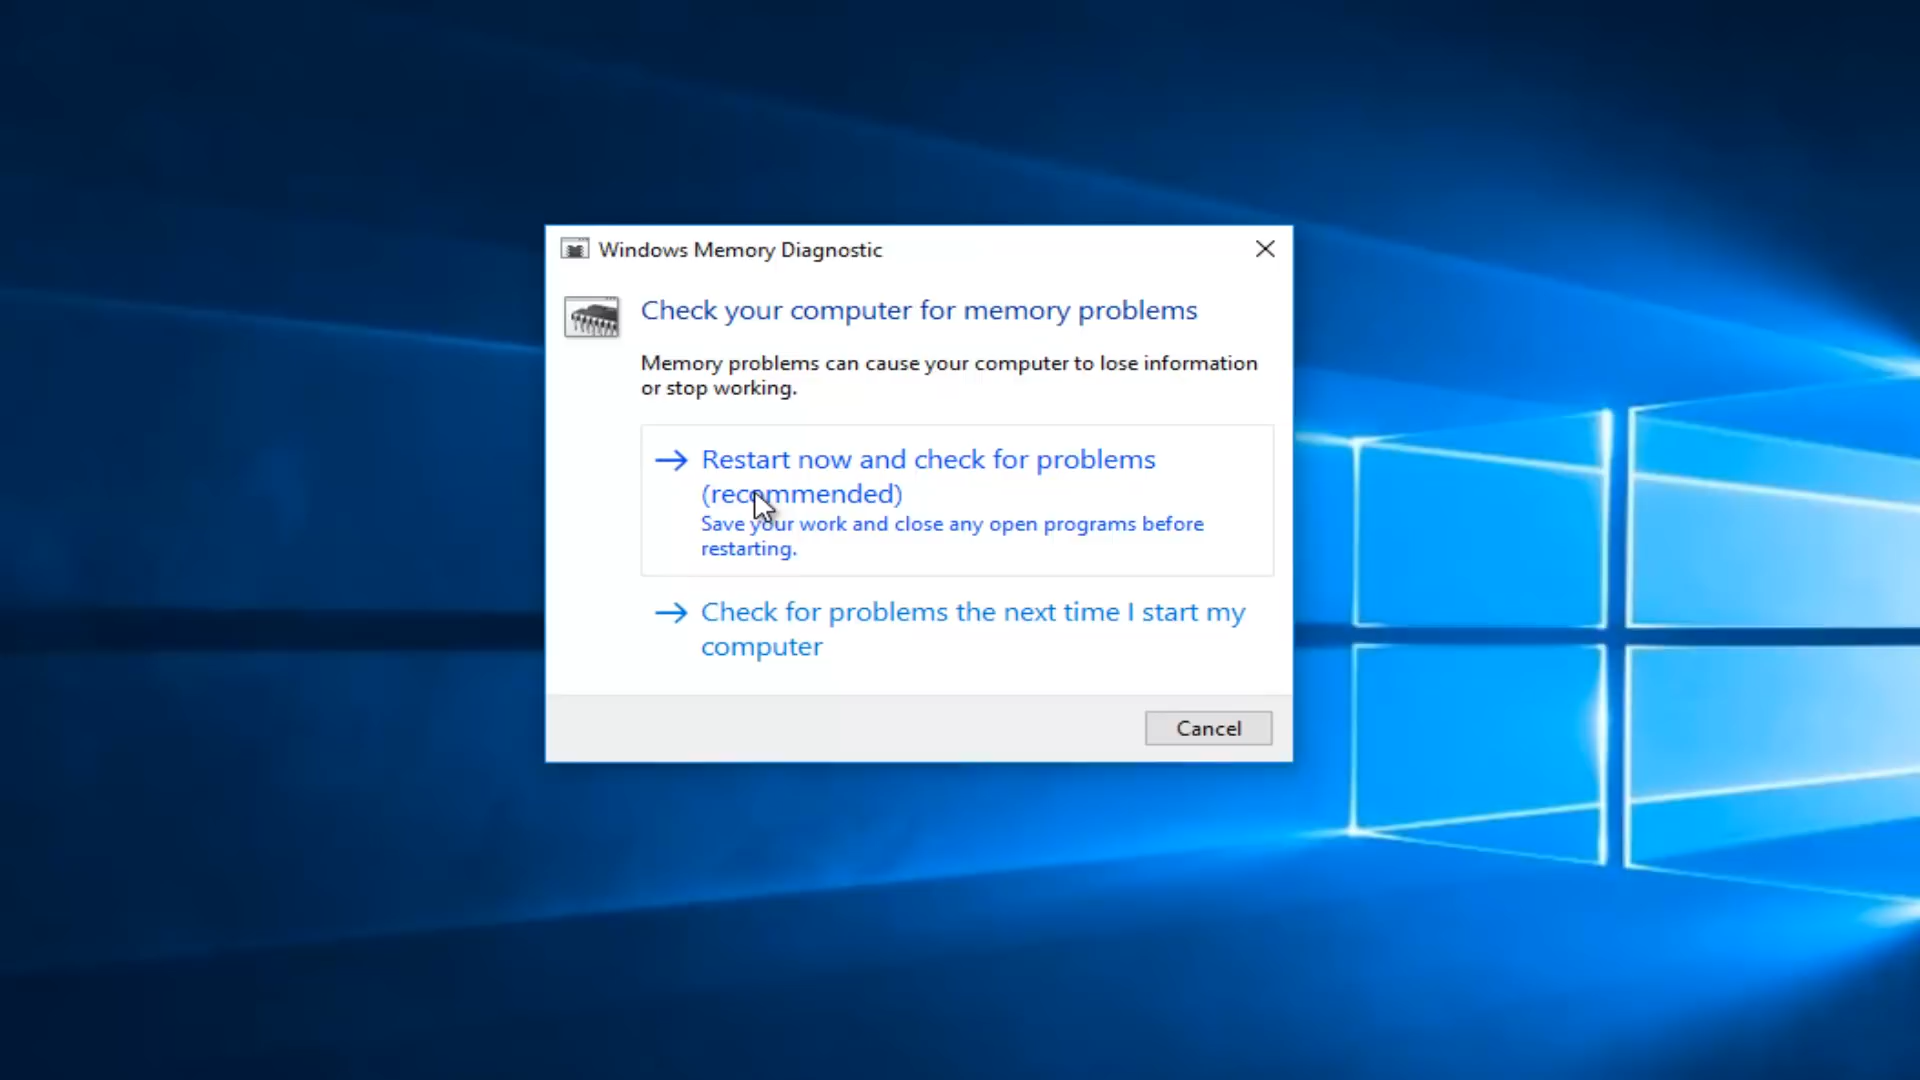 Windows Memory Diagnostic
Check your computer for memory problems
Memory problems can cause your computer to lose information
or stop working.
Restart now and check for problems
(recommended)
Save your work and close any open programs before
restarting.
Check for problems the next time I start my
computer
Cancel